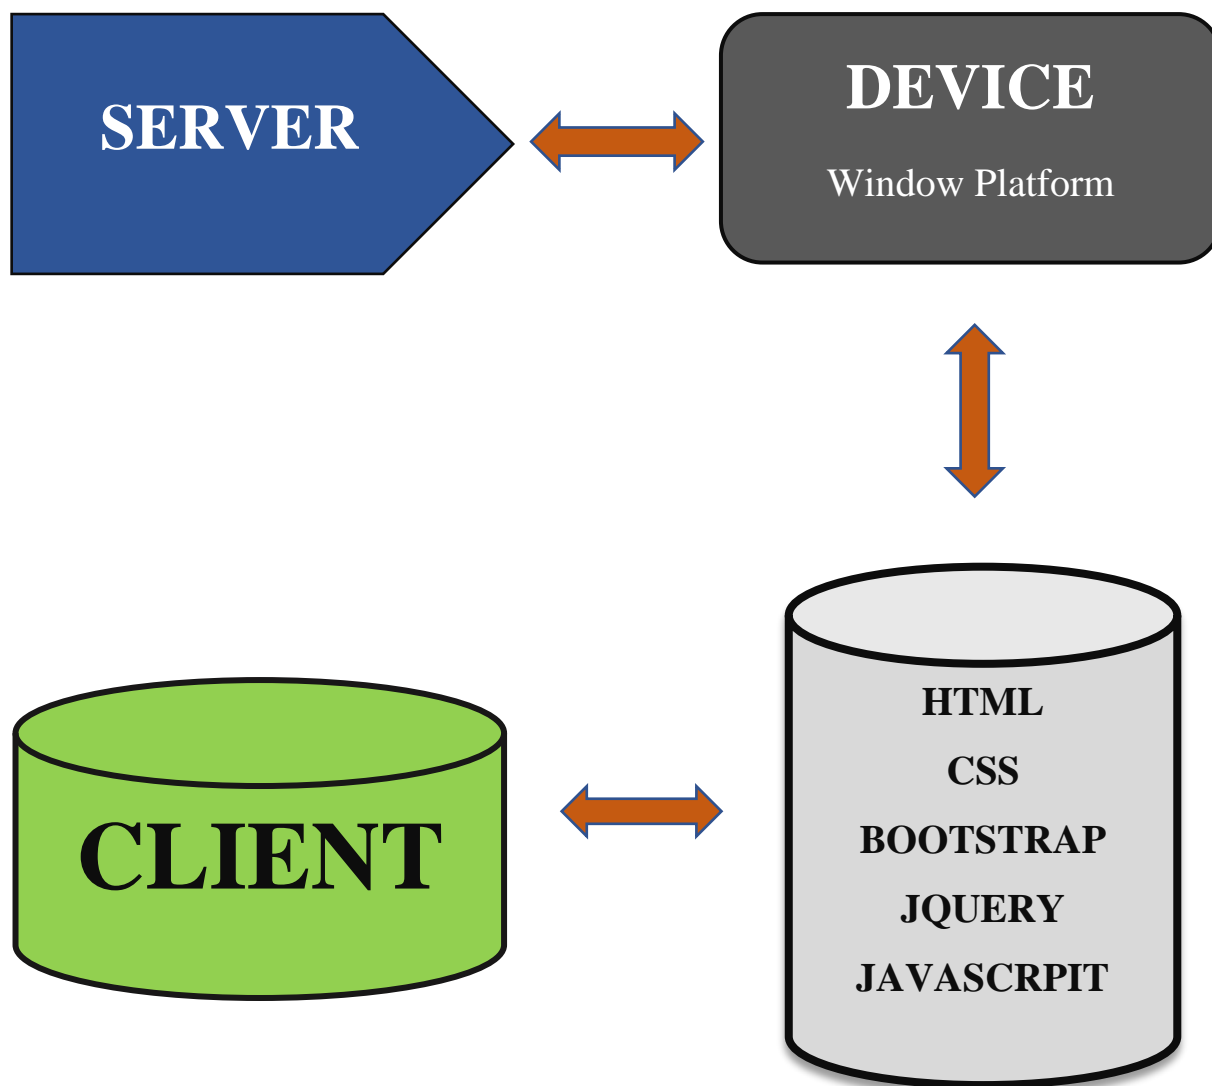 SERVER
DEVICE
Window Platform
HTML
CSS
BOOTSTRAP
JQUERY
JAVASCRPIT
CLIENT